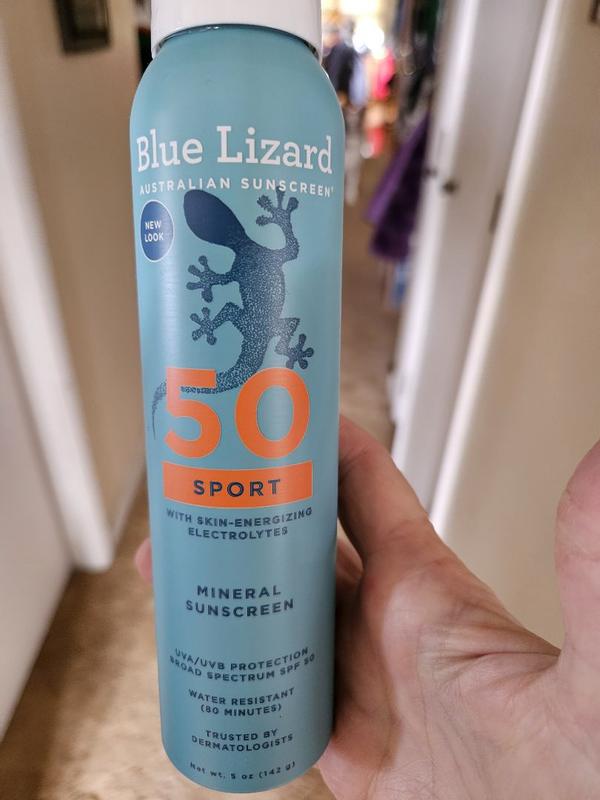 Blue Lizard
AUSTRALIAN SUNSCREEN®
NEW
LOOK
50
SPORT
WITH SKIN-ENERGIZING
ELECTROLYTES
MINERAL
SUNSCREEN
UVA/UVB PROTECTION
BROAD SPECTRUM SPF 50
WATER RESISTANT
(80 MINUTES)
TRUSTED BY
DERMATOLOGISTS
Net wt. 5 oz (142 g)